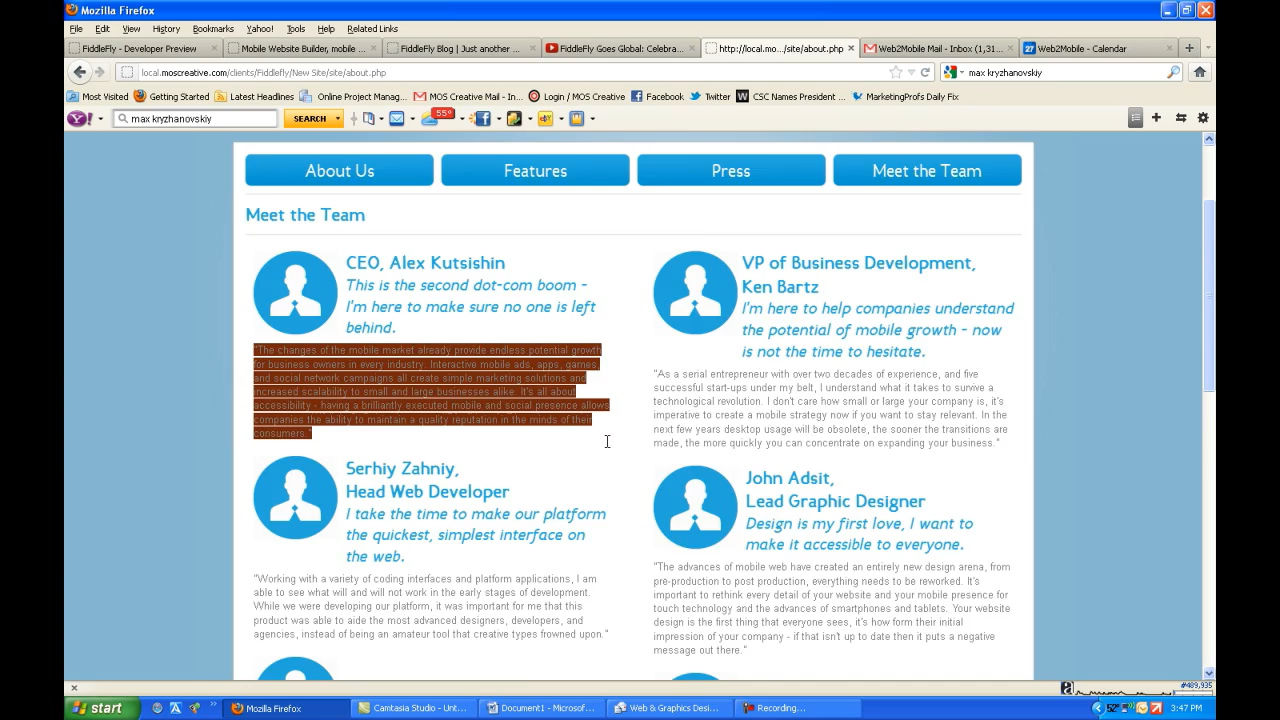 Mozilla Firefox
File Edit View History Bookmarks Yahoo! Tools Help Related Links
FiddleFly - Developer Preview
Mobile Website Builder, mobile ...
FiddleFly Blog | Just another ...
FiddleFly Goes Global: Celebra...
http://local.mo.../site/about.php
Web2Mobile Mail - Inbox (1,31...
Web2Mobile - Calendar
local.moscreative.com/clients/Fiddlefly/New Site/site/about.php
max kryzhanovskiy
Most Visited Getting Started Latest Headlines Online Project Manag... MOS Creative Mail - In... Login / MOS Creative Facebook Twitter CSC Names President ... MarketingProfs Daily Fix
Y! max kryzhanovskiy SEARCH 55°
About Us Features Press Meet the Team
Meet the Team
CEO, Alex Kutsishin
This is the second dot-com boom -
I'm here to make sure no one is left
behind.
"The changes of the mobile market already provide endless potential growth
for business owners in every industry. Interactive mobile ads, apps, games,
and social network campaigns all create simple marketing solutions and
increased scalability to small and large businesses alike. It's all about
accessibility - having a brilliantly executed mobile and social presence allows
companies the ability to maintain a quality reputation in the minds of their
consumers."
VP of Business Development,
Ken Bartz
I'm here to help companies understand
the potential of mobile growth - now
is not the time to hesitate.
"As a serial entrepreneur with over two decades of experience, and five
successful start-ups under my belt, I understand what it takes to survive a
technological revolution. I don't care how small or large your company is, it's
imperative to create a mobile strategy now if you want to stay relevant. In the
next few years desktop usage will be obsolete, the sooner the transitions are
made, the more quickly you can concentrate on expanding your business."
Serhiy Zahniy,
Head Web Developer
I take the time to make our platform
the quickest, simplest interface on
the web.
"Working with a variety of coding interfaces and platform applications, I am
able to see what will and will not work in the early stages of development.
While we were developing our platform, it was important for me that this
product was able to aide the most advanced designers, developers, and
agencies, instead of being an amateur tool that creative types frowned upon."
John Adsit,
Lead Graphic Designer
Design is my first love, I want to
make it accessible to everyone.
"The advances of mobile web have created an entirely new design arena, from
pre-production to post production, everything needs to be reworked. It's
important to rethink every detail of your website and your mobile presence for
touch technology and the advances of smartphones and tablets. Your website
design is the first thing that everyone sees, it's how form their initial
impression of your company - if that isn't up to date then it puts a negative
message out there."
#489,935
start Mozilla Firefox Camtasia Studio - Unt... Document1 - Microsof... Web & Graphics Desi... Recording... 52° 3:47 PM